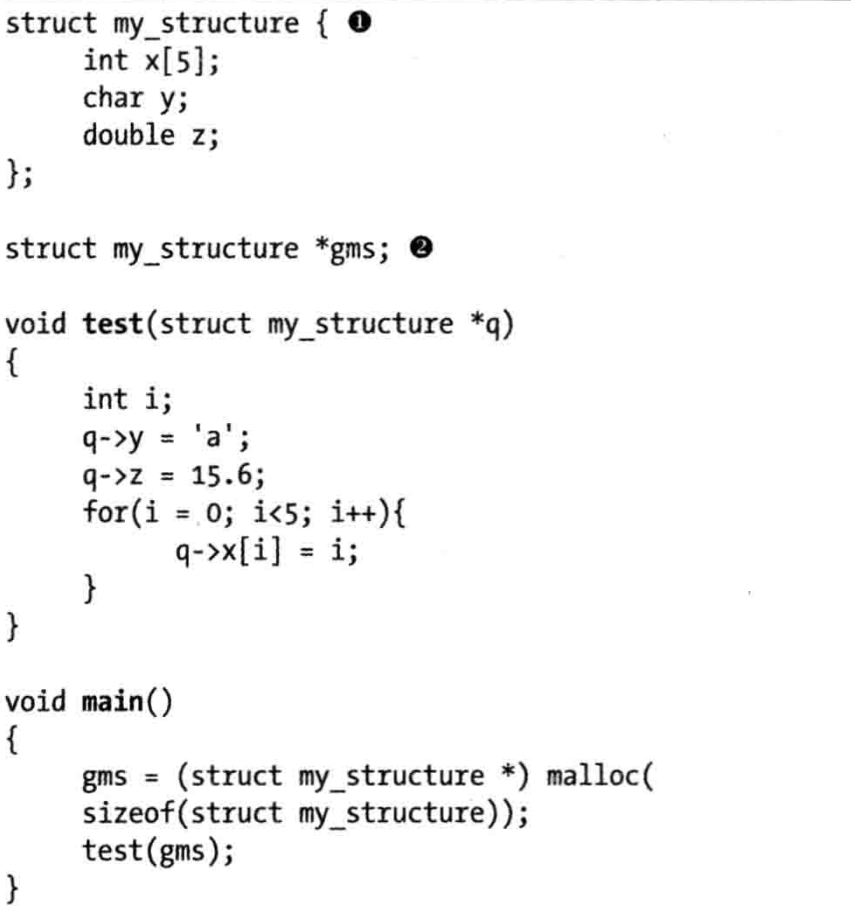 struct my_structure { ❶
     int x[5];
     char y;
     double z;
};

struct my_structure *gms; ❷

void test(struct my_structure *q)
{
     int i;
     q->y = 'a';
     q->z = 15.6;
     for(i = 0; i<5; i++){
           q->x[i] = i;
     }
}

void main()
{
     gms = (struct my_structure *) malloc(
     sizeof(struct my_structure));
     test(gms);
}